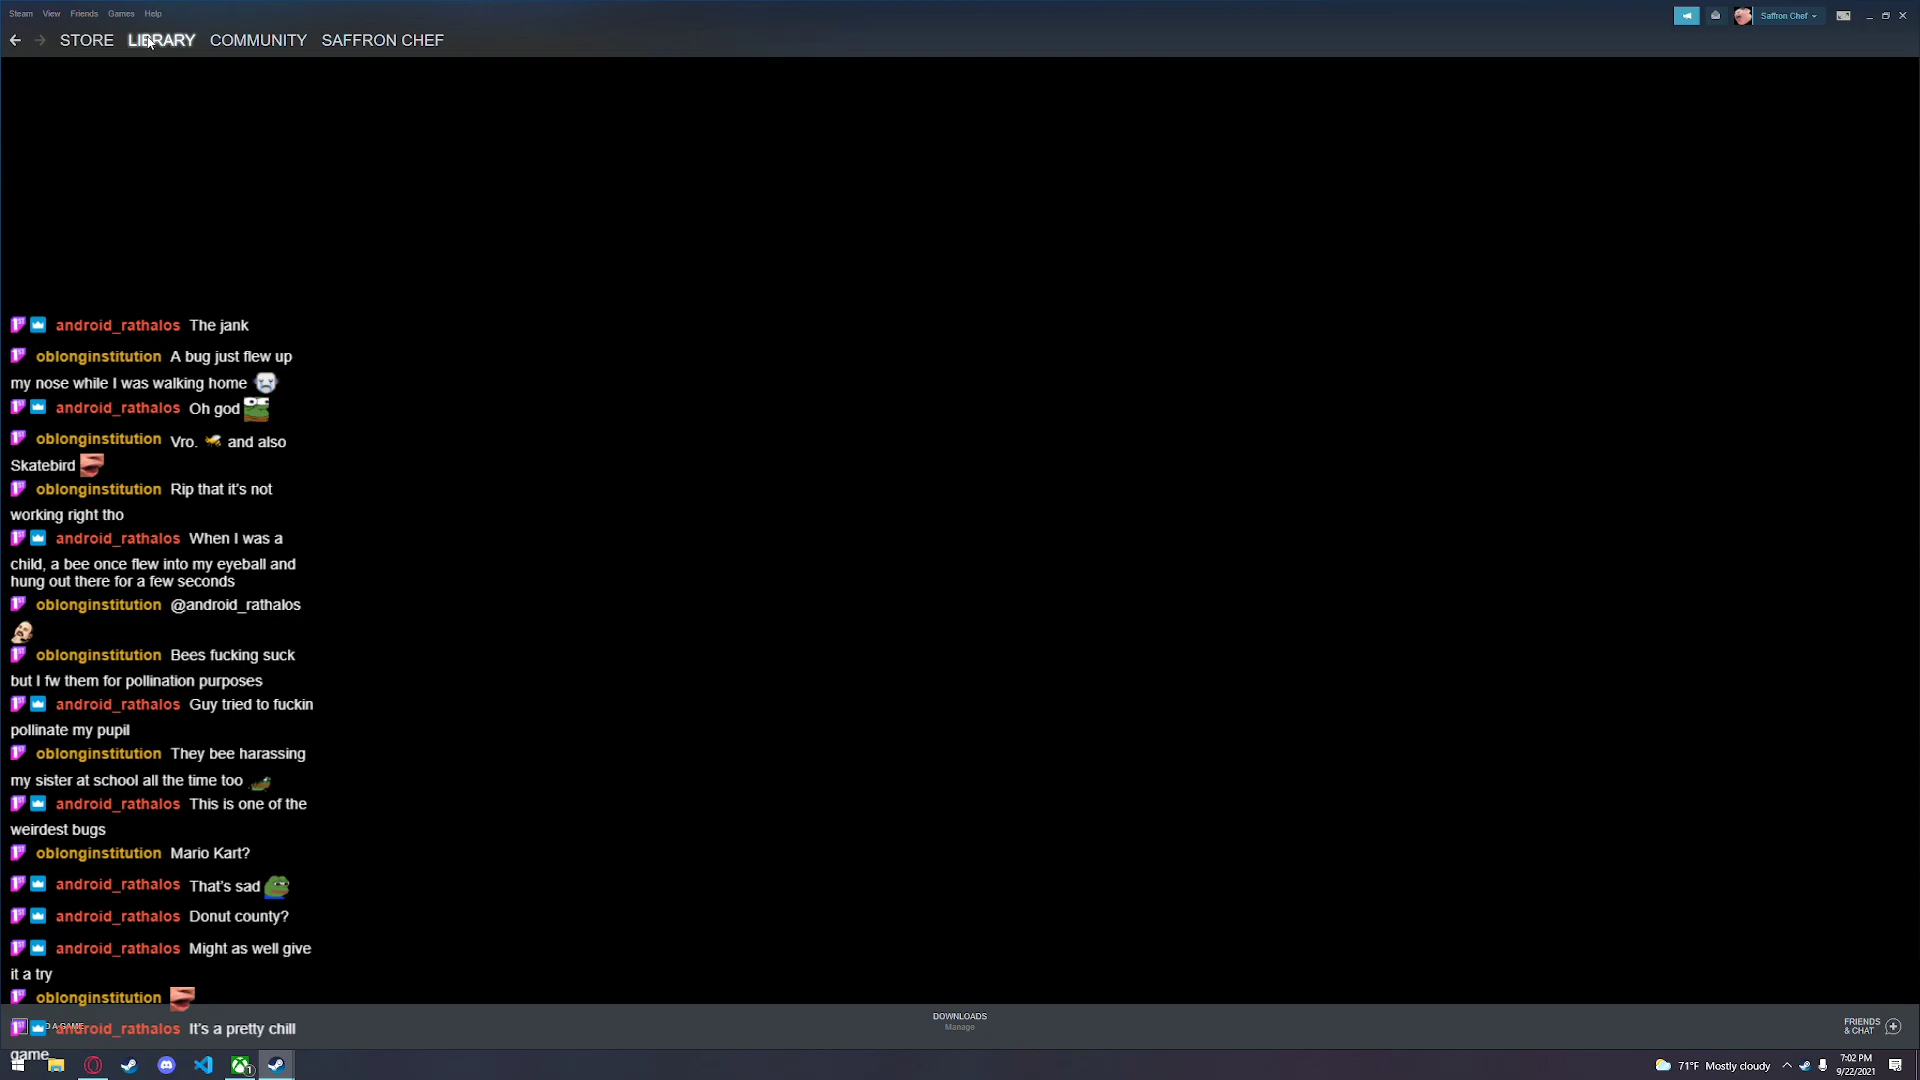 Steam View Friends Games Help
Saffron Chef
STORE LIBRARY COMMUNITY SAFFRON CHEF
android_rathalos The jank
oblonginstitution A bug just flew up
my nose while I was walking home
android_rathalos Oh god
oblonginstitution Vro. and also
Skatebird
oblonginstitution Rip that it's not
working right tho
android_rathalos When I was a
child, a bee once flew into my eyeball and
hung out there for a few seconds
oblonginstitution @android_rathalos
oblonginstitution Bees fucking suck
but I fw them for pollination purposes
android_rathalos Guy tried to fuckin
pollinate my pupil
oblonginstitution They bee harassing
my sister at school all the time too
android_rathalos This is one of the
weirdest bugs
oblonginstitution Mario Kart?
android_rathalos That's sad
android_rathalos Donut county?
android_rathalos Might as well give
it a try
oblonginstitution
android_rathalos It's a pretty chill
game
DOWNLOADS
Manage
FRIENDS
& CHAT
71°F Mostly cloudy
7:02 PM
9/22/2021